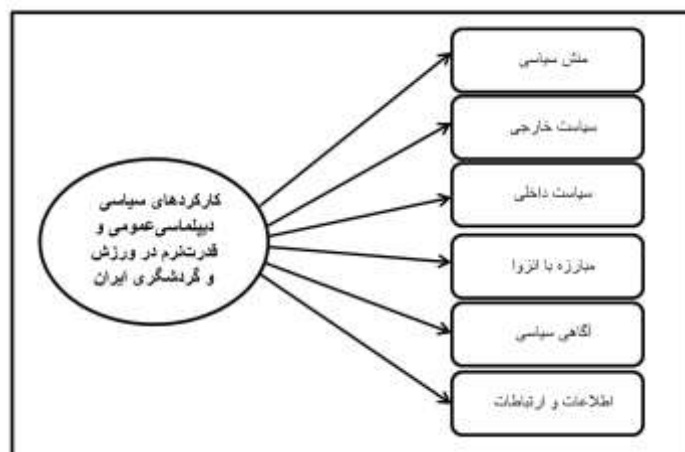 کارکردهای سیاسی
دیپلماسی‌عمومی و
قدرت‌نرم در ورزش
و گردشگری ایران
منش سیاسی
سیاست خارجی
سیاست داخلی
مبارزه با انزوا
آگاهی سیاسی
اطلاعات و ارتباطات